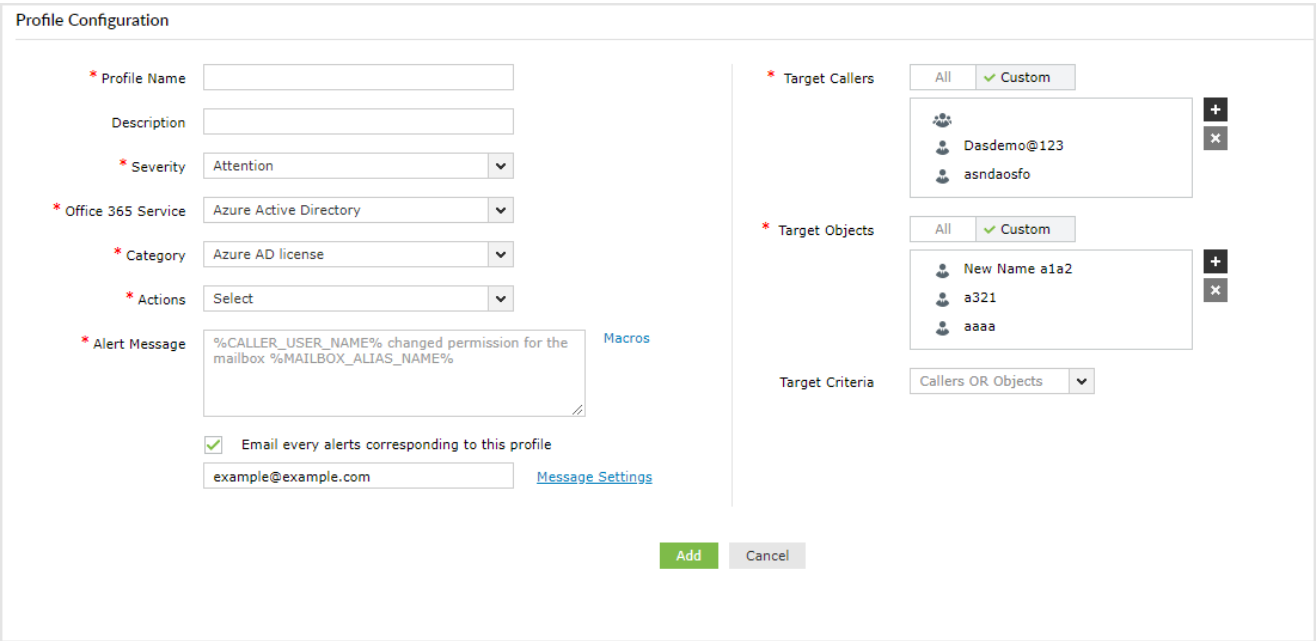 Profile Configuration
* Profile Name
Description
* Severity
Attention
* Office 365 Service
Azure Active Directory
* Category
Azure AD license
* Actions
Select
* Alert Message
%CALLER_USER_NAME% changed permission for the
mailbox %MAILBOX_ALIAS_NAME%
Macros
Email every alerts corresponding to this profile
example@example.com
Message Settings
* Target Callers
All
Custom
Dasdemo@123
asndaosfo
* Target Objects
All
Custom
New Name a1a2
a321
aaaa
Target Criteria
Callers OR Objects
Add
Cancel